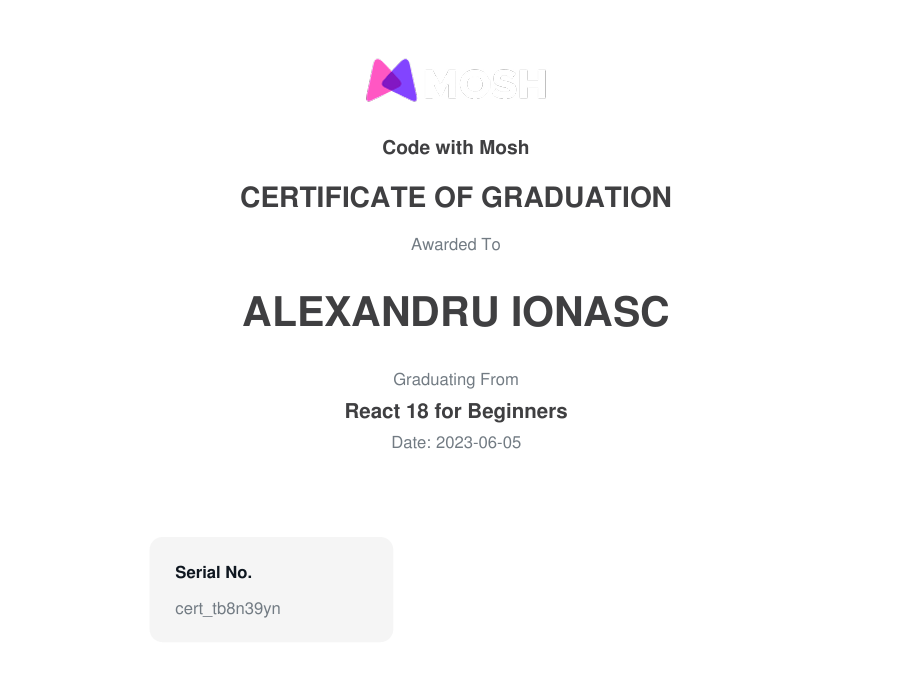 MOSH
Code with Mosh
CERTIFICATE OF GRADUATION
Awarded To
ALEXANDRU IONASC
Graduating From
React 18 for Beginners
Date: 2023-06-05
Serial No.
cert_tb8n39yn